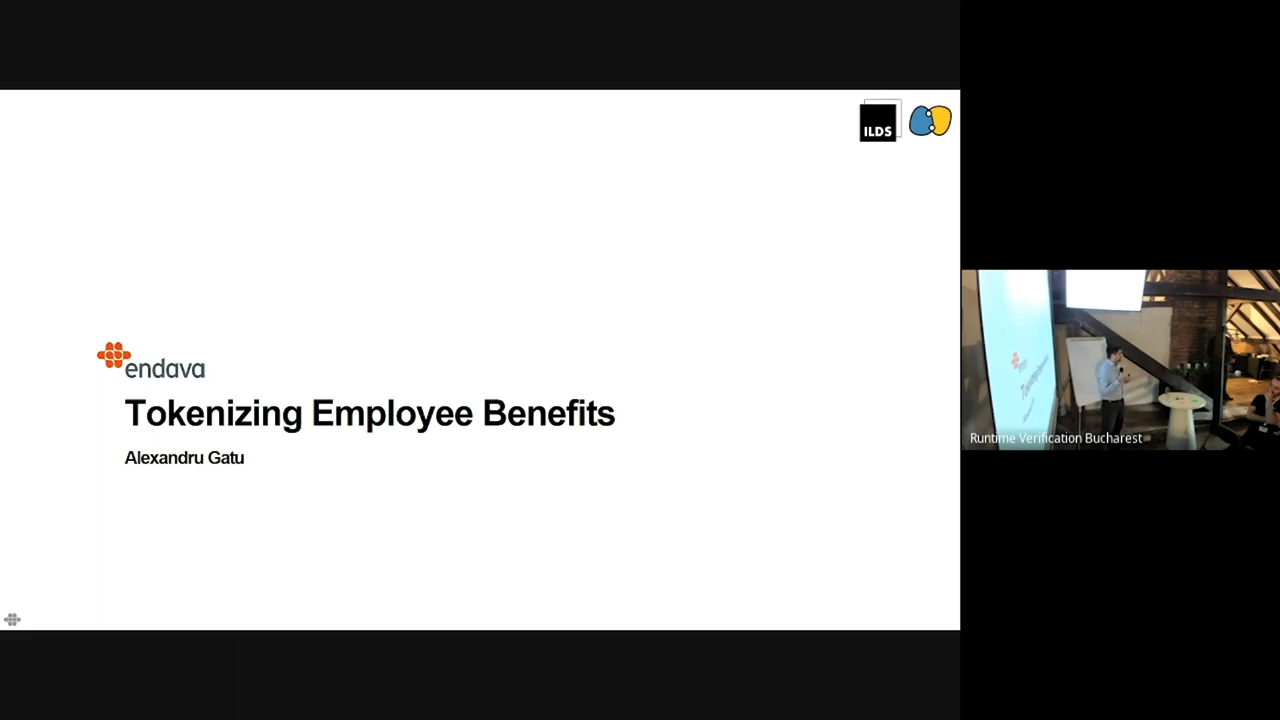 ILDS
endava
Tokenizing Employee Benefits
Alexandru Gatu
Runtime Verification Bucharest